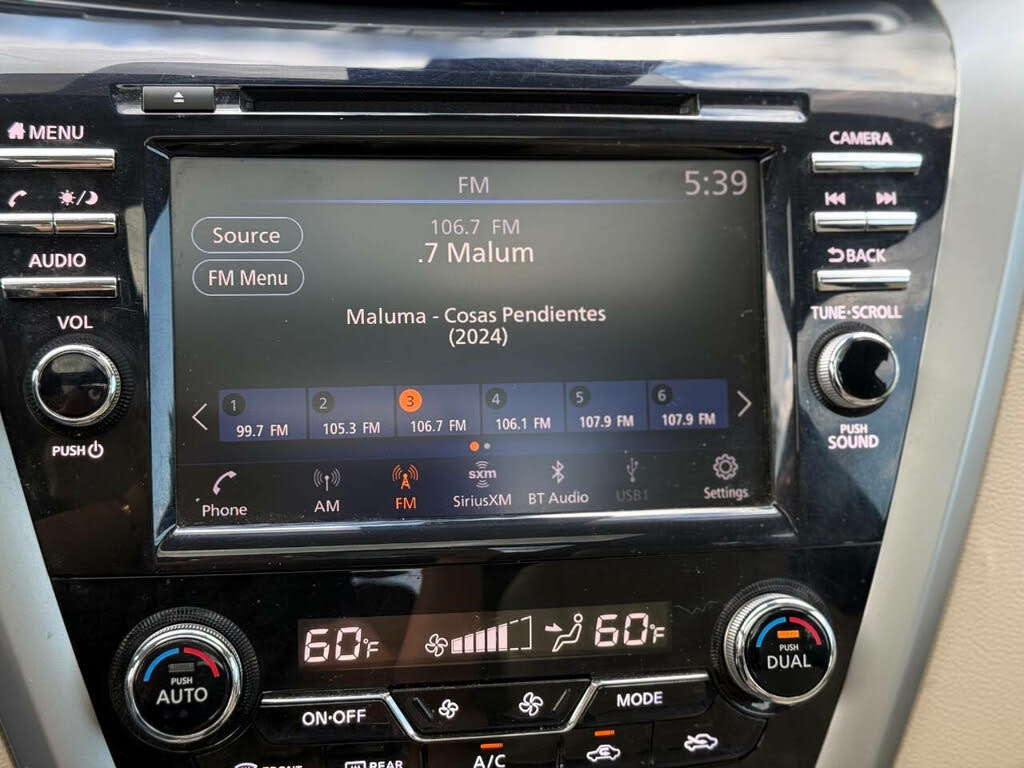 MENU
CAMERA
FM
5:39
Source
106.7 FM
.7 Malum
AUDIO
BACK
FM Menu
VOL
Maluma - Cosas Pendientes
(2024)
TUNE·SCROLL
1
2
3
4
5
6
99.7 FM
105.3 FM
106.7 FM
106.1 FM
107.9 FM
107.9 FM
PUSH
PUSH
SOUND
Phone
AM
FM
sxm
SiriusXM
BT Audio
USB1
Settings
60°F
60°F
PUSH
AUTO
PUSH
DUAL
ON·OFF
MODE
FRONT
REAR
A/C